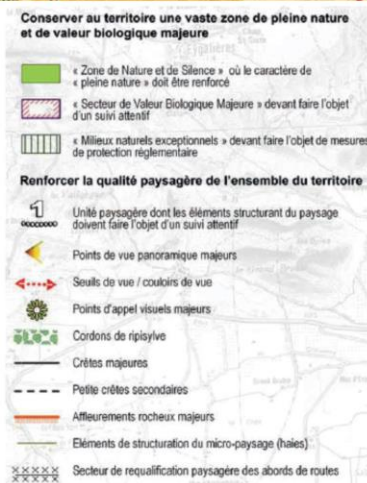 Conserver au territoire une vaste zone de pleine nature
et de valeur biologique majeure
« Zone de Nature et de Silence » où le caractère de
« pleine nature » doit être renforcé
« Secteur de Valeur Biologique Majeure » devant faire l'objet
d'un suivi attentif
« Milieux naturels exceptionnels » devant faire l'objet de mesures
de protection réglementaire
Renforcer la qualité paysagère de l'ensemble du territoire
1
Unité paysagère dont les éléments structurant du paysage
doivent faire l'objet d'un suivi attentif
Points de vue panoramique majeurs
Seuils de vue / couloirs de vue
Points d'appel visuels majeurs
Cordons de ripisylve
Crêtes majeures
Petite crêtes secondaires
Affleurements rocheux majeurs
Eléments de structuration du micro-paysage (haies)
Secteur de requalification paysagère des abords de routes